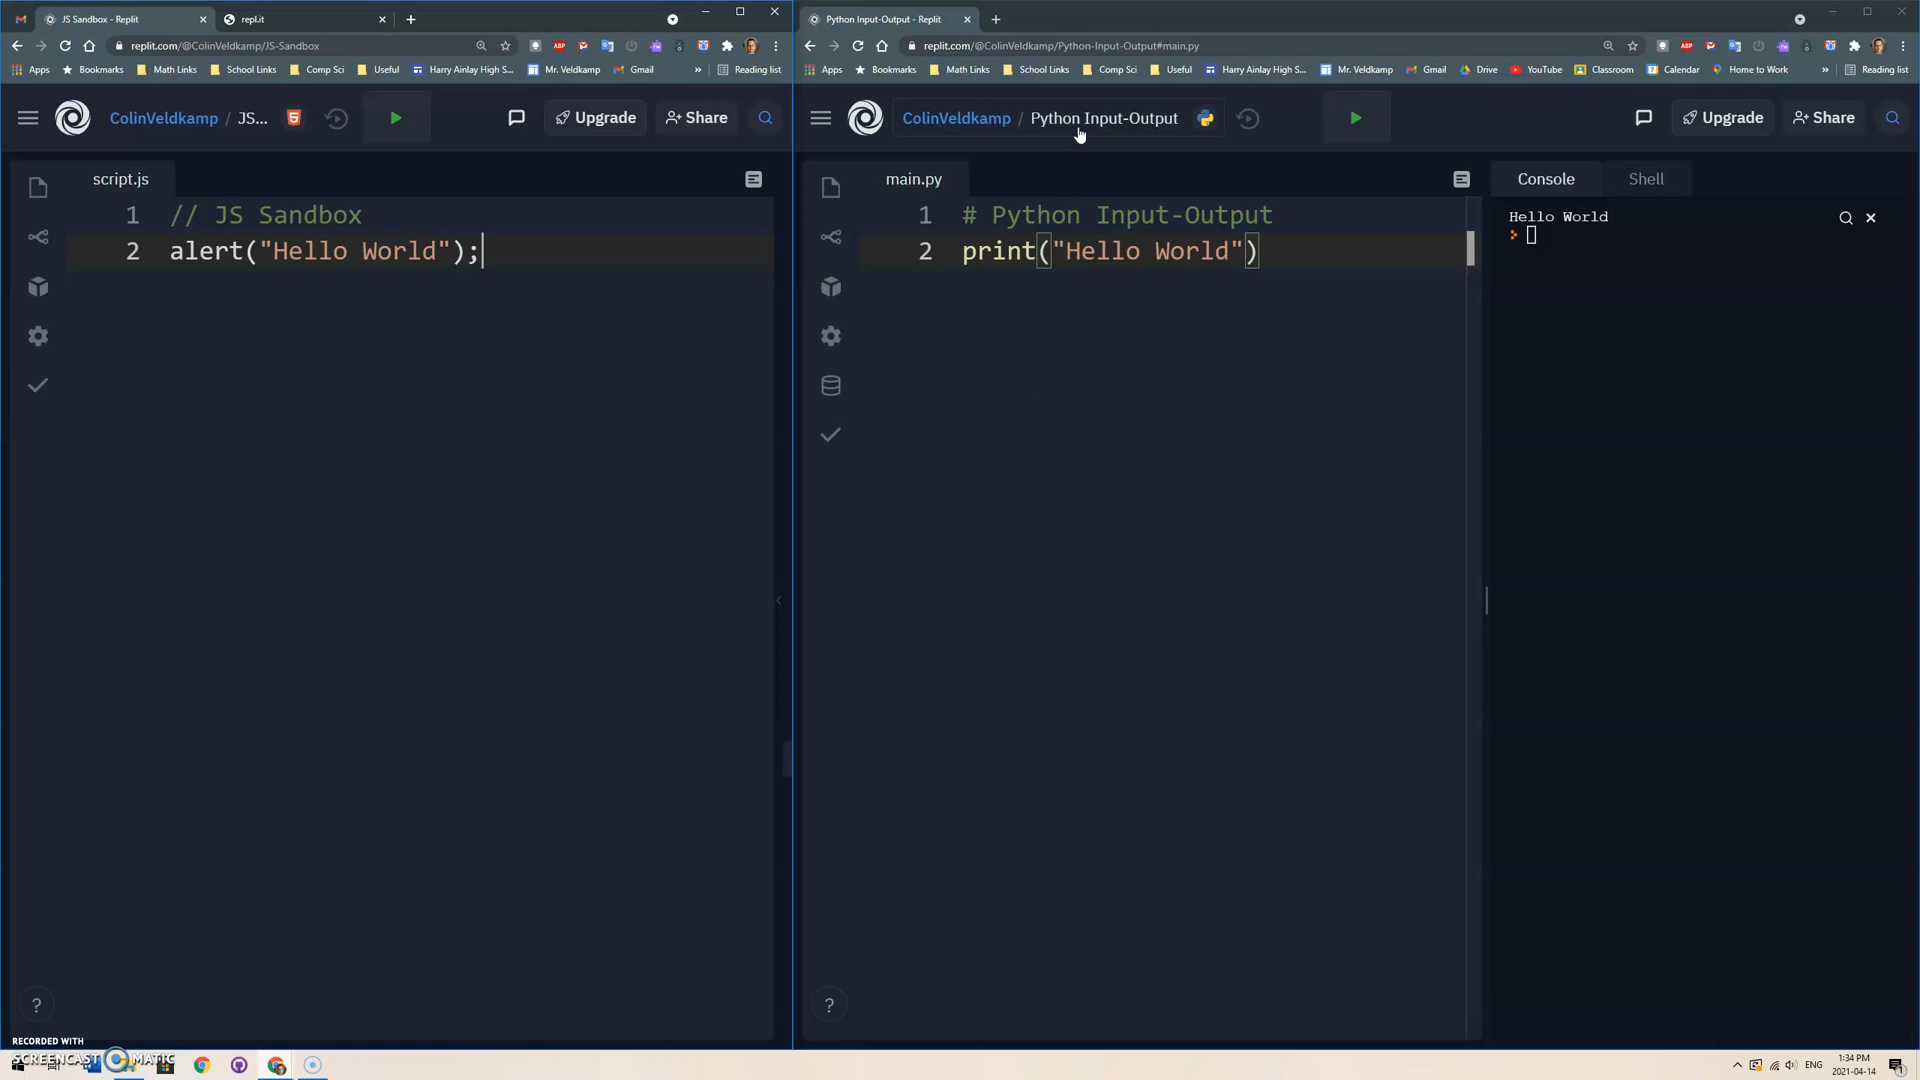 JS Sandbox - Replit
repl.it
replit.com/@ColinVeldkamp/JS-Sandbox
Apps
Bookmarks
Math Links
School Links
Comp Sci
Useful
Harry Ainlay High S...
Mr. Veldkamp
Gmail
»
Reading list
ColinVeldkamp / JS...
Upgrade
Share
script.js
1 // JS Sandbox
2 alert("Hello World");
?
Python Input-Output - Replit
replit.com/@ColinVeldkamp/Python-Input-Output#main.py
Apps
Bookmarks
Math Links
School Links
Comp Sci
Useful
Harry Ainlay High S...
Mr. Veldkamp
Gmail
Drive
YouTube
Classroom
Calendar
Home to Work
»
Reading list
ColinVeldkamp / Python Input-Output
Upgrade
Share
main.py
1 # Python Input-Output
2 print("Hello World")
?
Console
Shell
Hello World
RECORDED WITH
SCREENCAST MATIC
ENG
1:34 PM
2021-04-14